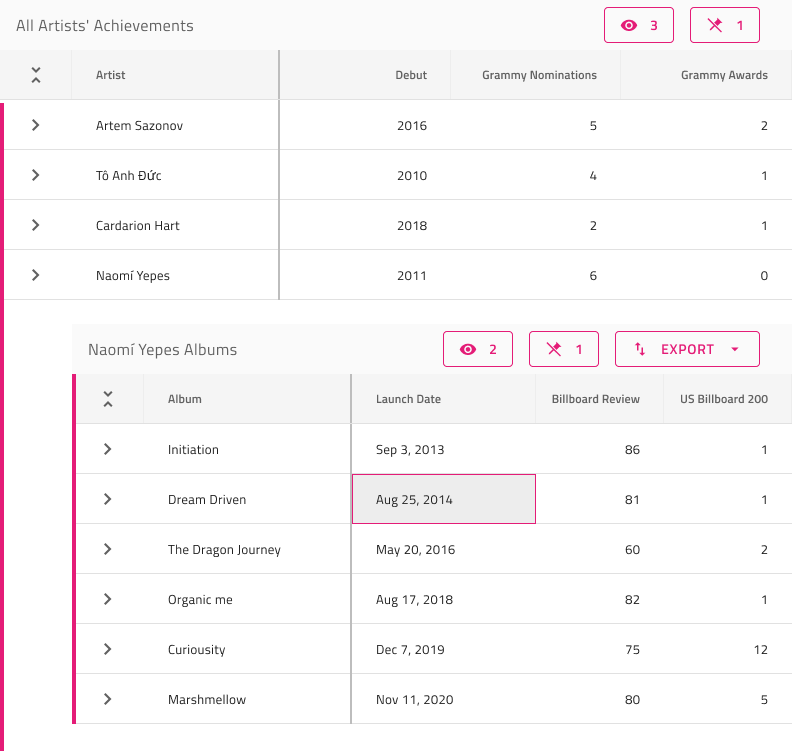 All Artists' Achievements 3 1
Artist Debut Grammy Nominations Grammy Awards
Artem Sazonov 2016 5 2
Tô Anh Đức 2010 4 1
Cardarion Hart 2018 2 1
Naomí Yepes 2011 6 0
Naomí Yepes Albums 2 1 EXPORT
Album Launch Date Billboard Review US Billboard 200
Initiation Sep 3, 2013 86 1
Dream Driven Aug 25, 2014 81 1
The Dragon Journey May 20, 2016 60 2
Organic me Aug 17, 2018 82 1
Curiousity Dec 7, 2019 75 12
Marshmellow Nov 11, 2020 80 5